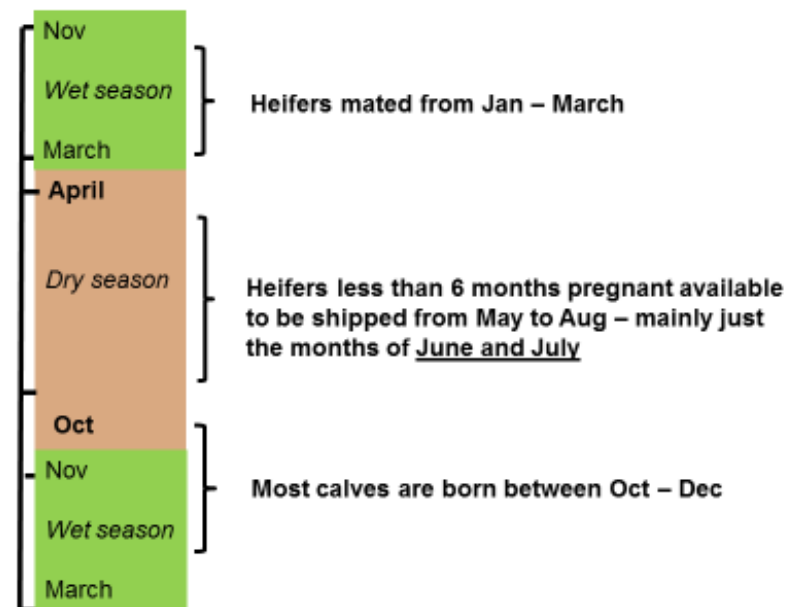 Nov
Wet season
Heifers mated from Jan – March
March
April
Dry season
Heifers less than 6 months pregnant available
to be shipped from May to Aug – mainly just
the months of June and July
Oct
Nov
Most calves are born between Oct – Dec
Wet season
March